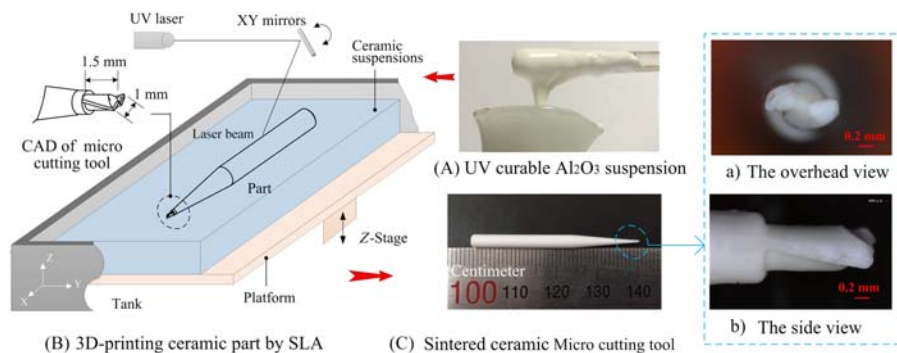 UV laser
XY mirrors
Ceramic
suspensions
1.5 mm
1 mm
CAD of micro
cutting tool
Laser beam
Part
Z-Stage
Z
Y
X
Tank
Platform
(B) 3D-printing ceramic part by SLA
(A) UV curable Al2O3 suspension
Centimeter
100 110 120 130 140
(C) Sintered ceramic Micro cutting tool
0.2 mm
a) The overhead view
0.2 mm
b) The side view